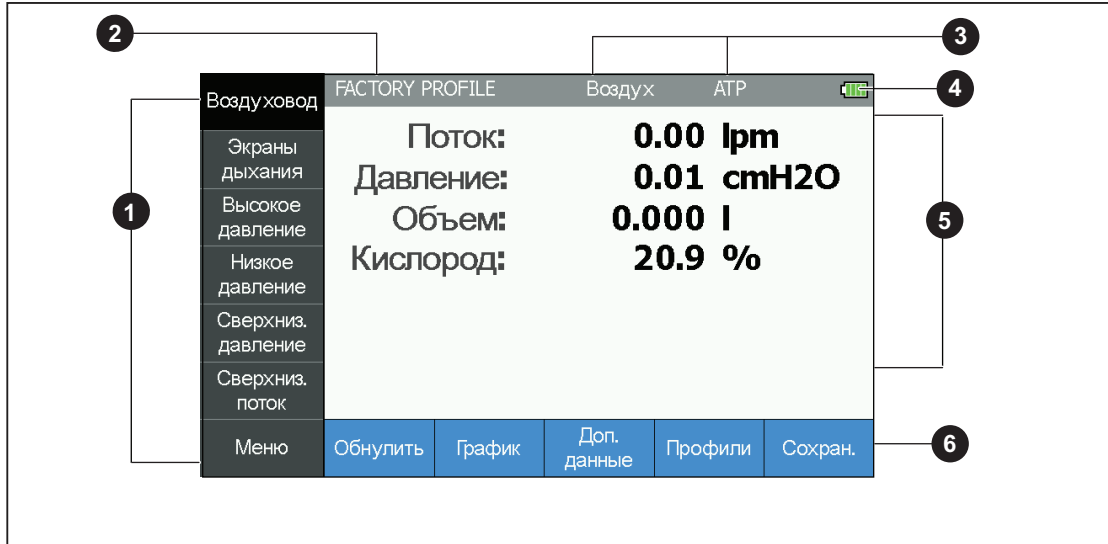 2
3
FACTORY PROFILE Воздух ATP
4
1
Воздуховод
Экраны
дыхания
Высокое
давление
Низкое
давление
Сверхниз.
давление
Сверхниз.
поток
Меню
Поток: 0.00 lpm
Давление: 0.01 cmH2O
Объем: 0.000 l
Кислород: 20.9 %
5
Обнулить График Доп. данные Профили Сохран.
6